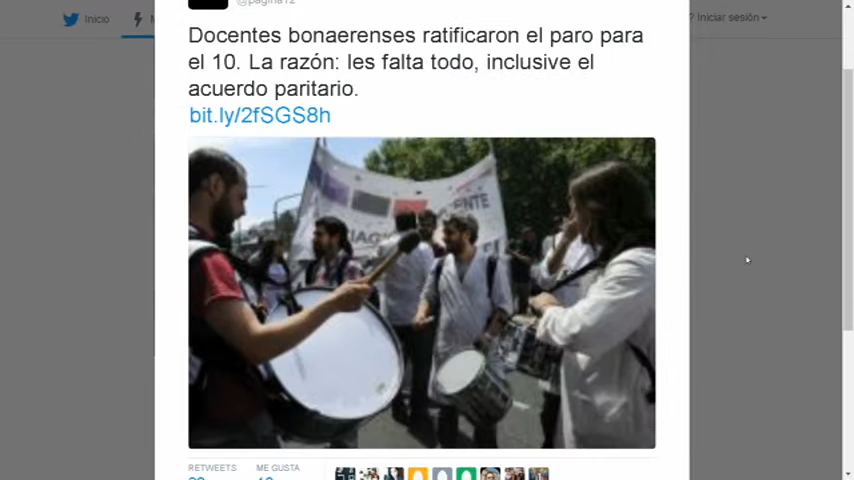 @pagina12
Inicio
? Iniciar sesión
Docentes bonaerenses ratificaron el paro para
el 10. La razón: les falta todo, inclusive el
acuerdo paritario.
bit.ly/2fSGS8h
ENTE
RETWEETS ME GUSTA